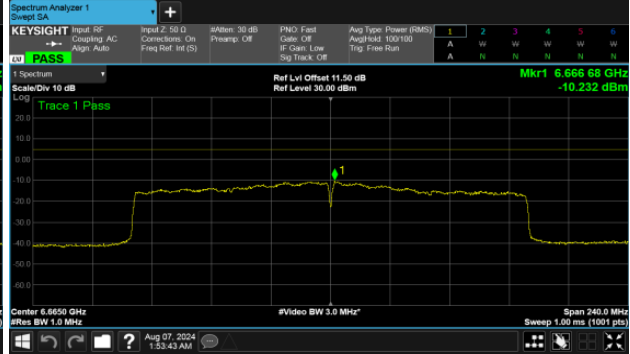 Spectrum Analyzer 1
Swept SA
+
KEYSIGHT Input: RF Input Z: 50 Ω #Atten: 30 dB PNO: Fast Avg Type: Power (RMS) 1 2 3 4 5 6
Coupling: AC Corrections: On Preamp: Off Gate: Off Avg|Hold: 100/100 A W W W W W
Align: Auto Freq Ref: Int (S) IF Gain: Low Trig: Free Run
LXI PASS Sig Track: Off A N N N N N
1 Spectrum Ref Lvl Offset 11.50 dB Mkr1 6.666 68 GHz
Scale/Div 10 dB Ref Level 30.00 dBm -10.232 dBm
Log Trace 1 Pass
20.0
10.0
0.00
1
-10.0
-20.0
-30.0
-40.0
-50.0
-60.0
Center 6.6650 GHz #Video BW 3.0 MHz* Span 240.0 MHz
#Res BW 1.0 MHz Sweep 1.00 ms (1001 pts)
? Aug 07, 2024
1:53:43 AM